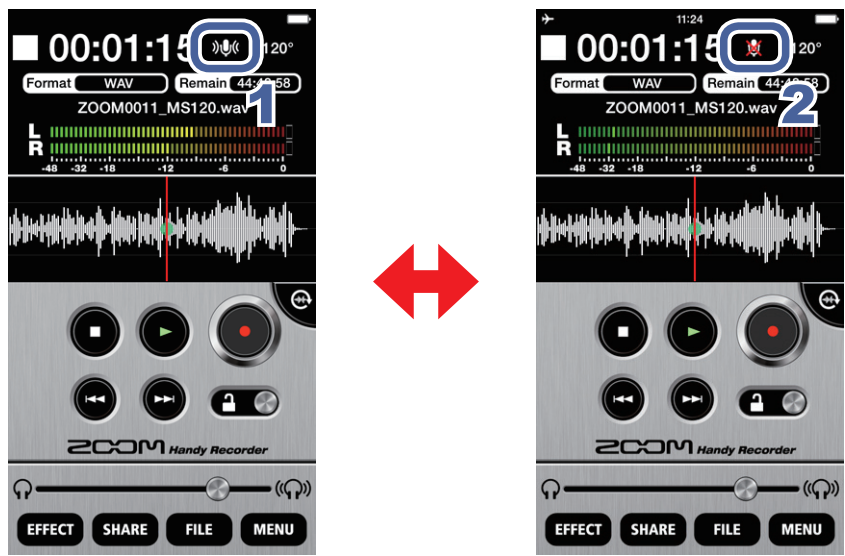 00:01:15 120°
Format WAV Remain 44:48:58
1
ZOOM0011_MS120.wav
L
R
-48 -32 -18 -12 -6 0
ZOOM Handy Recorder
EFFECT SHARE FILE MENU
11:24
00:01:15 120°
Format WAV Remain
2
ZOOM0011_MS120.wav
L
R
-48 -32 -18 -12 -6 0
ZOOM Handy Recorder
EFFECT SHARE FILE MENU